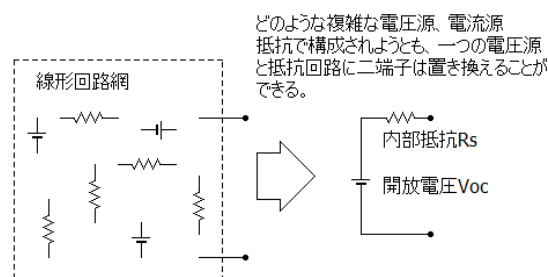 どのような複雑な電圧源、電流源
抵抗で構成されようとも、一つの電圧源
と抵抗回路に二端子は置き換えることが
できる。
線形回路網
内部抵抗Rs
開放電圧Voc